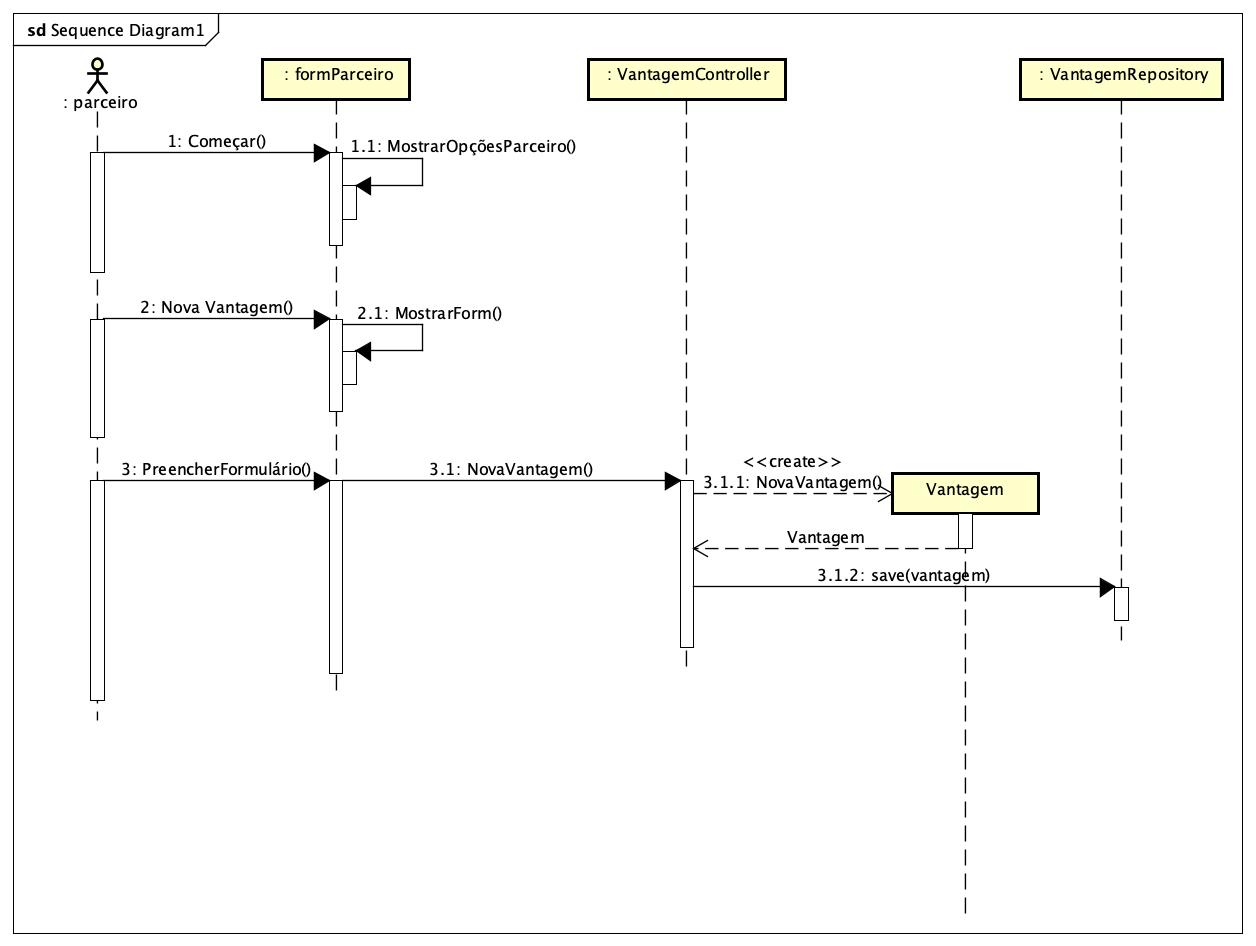 sd Sequence Diagram1
: parceiro
: formParceiro
: VantagemController
: VantagemRepository
1: Começar()
1.1: MostrarOpçõesParceiro()
2: Nova Vantagem()
2.1: MostrarForm()
3: PreencherFormulário()
3.1: NovaVantagem()
<<create>>
3.1.1: NovaVantagem()
Vantagem
Vantagem
3.1.2: save(vantagem)